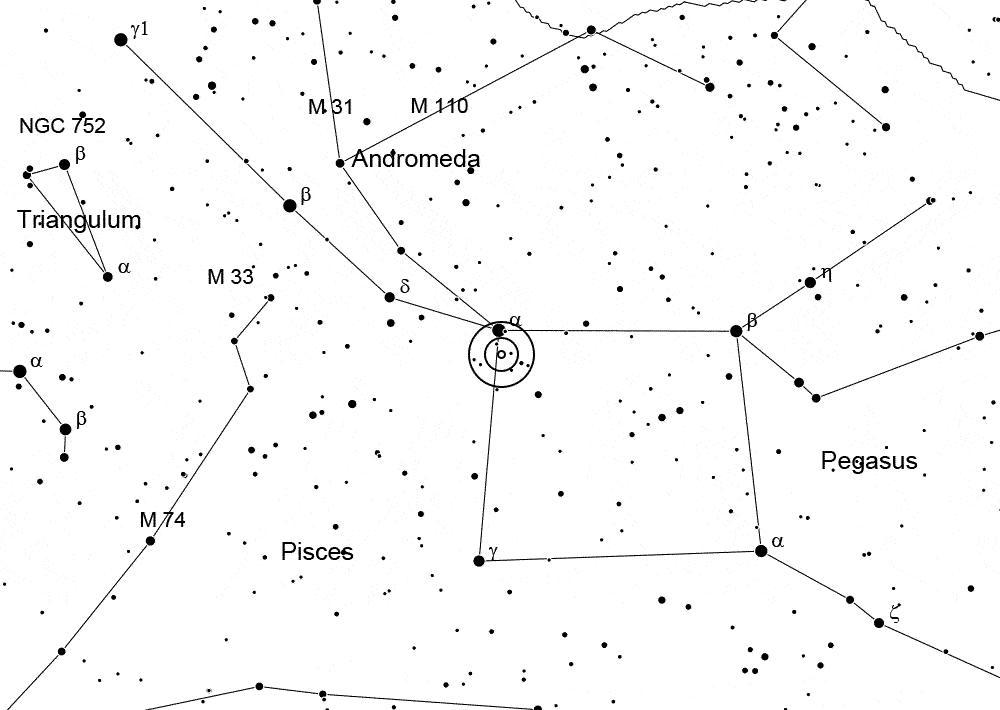 γ1
M 31
M 110
NGC 752
β
Andromeda
β
Triangulum
α
M 33
η
δ
α
β
α
β
Pegasus
M 74
α
Pisces
γ
ζ